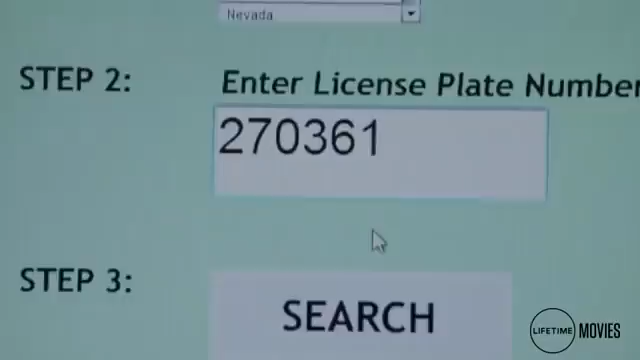 Nevada
STEP 2:
Enter License Plate Number
270361
STEP 3:
SEARCH
LIFETIME MOVIES